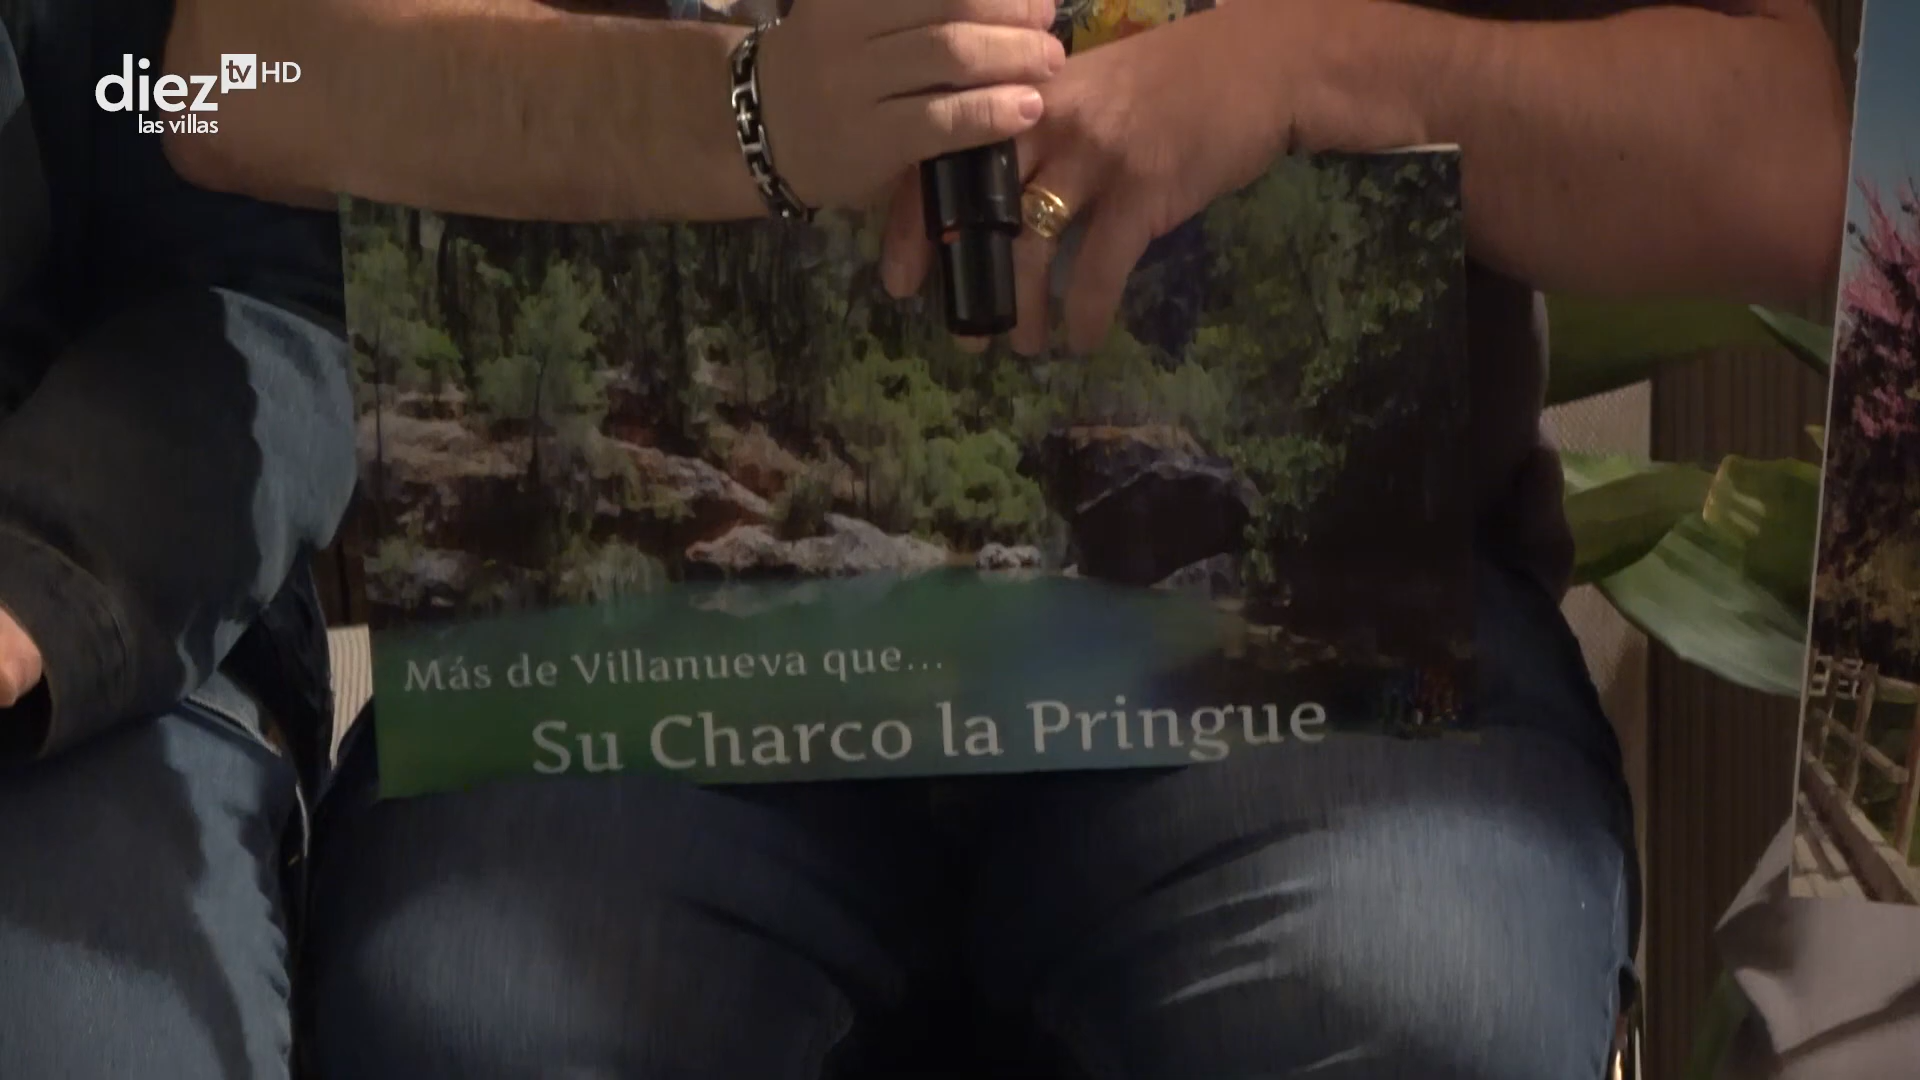 diez tv HD
las villas
Más de Villanueva que...
Su Charco la Pringue